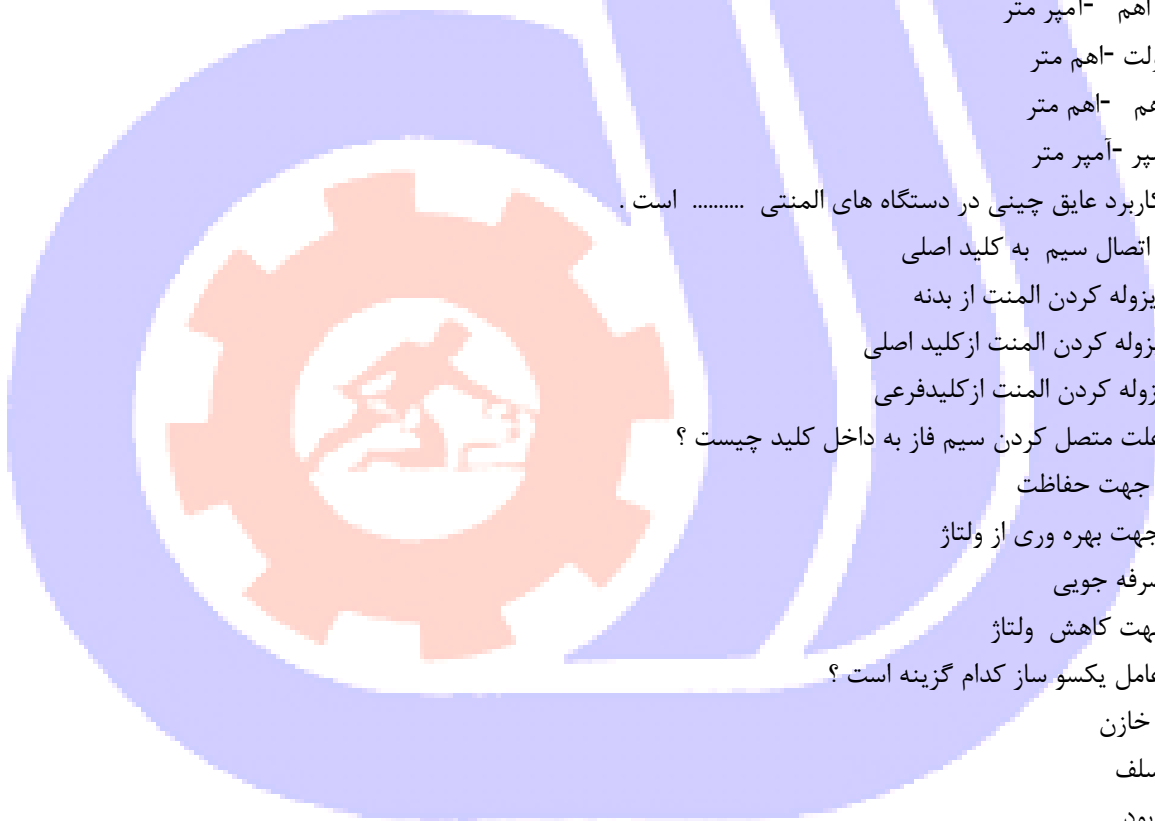 اهم -آمپر متر
ولت -اهم متر
اهم -اهم متر
آمپر -آمپر متر
کاربرد عایق چینی در دستگاه های المنتی .......... است .
اتصال سیم به کلید اصلی
ایزوله کردن المنت از بدنه
ایزوله کردن المنت ازکلید اصلی
ایزوله کردن المنت ازکلیدفرعی
علت متصل کردن سیم فاز به داخل کلید چیست ؟
جهت حفاظت
جهت بهره وری از ولتاژ
صرفه جویی
جهت کاهش ولتاژ
عامل یکسو ساز کدام گزینه است ؟
خازن
سلف